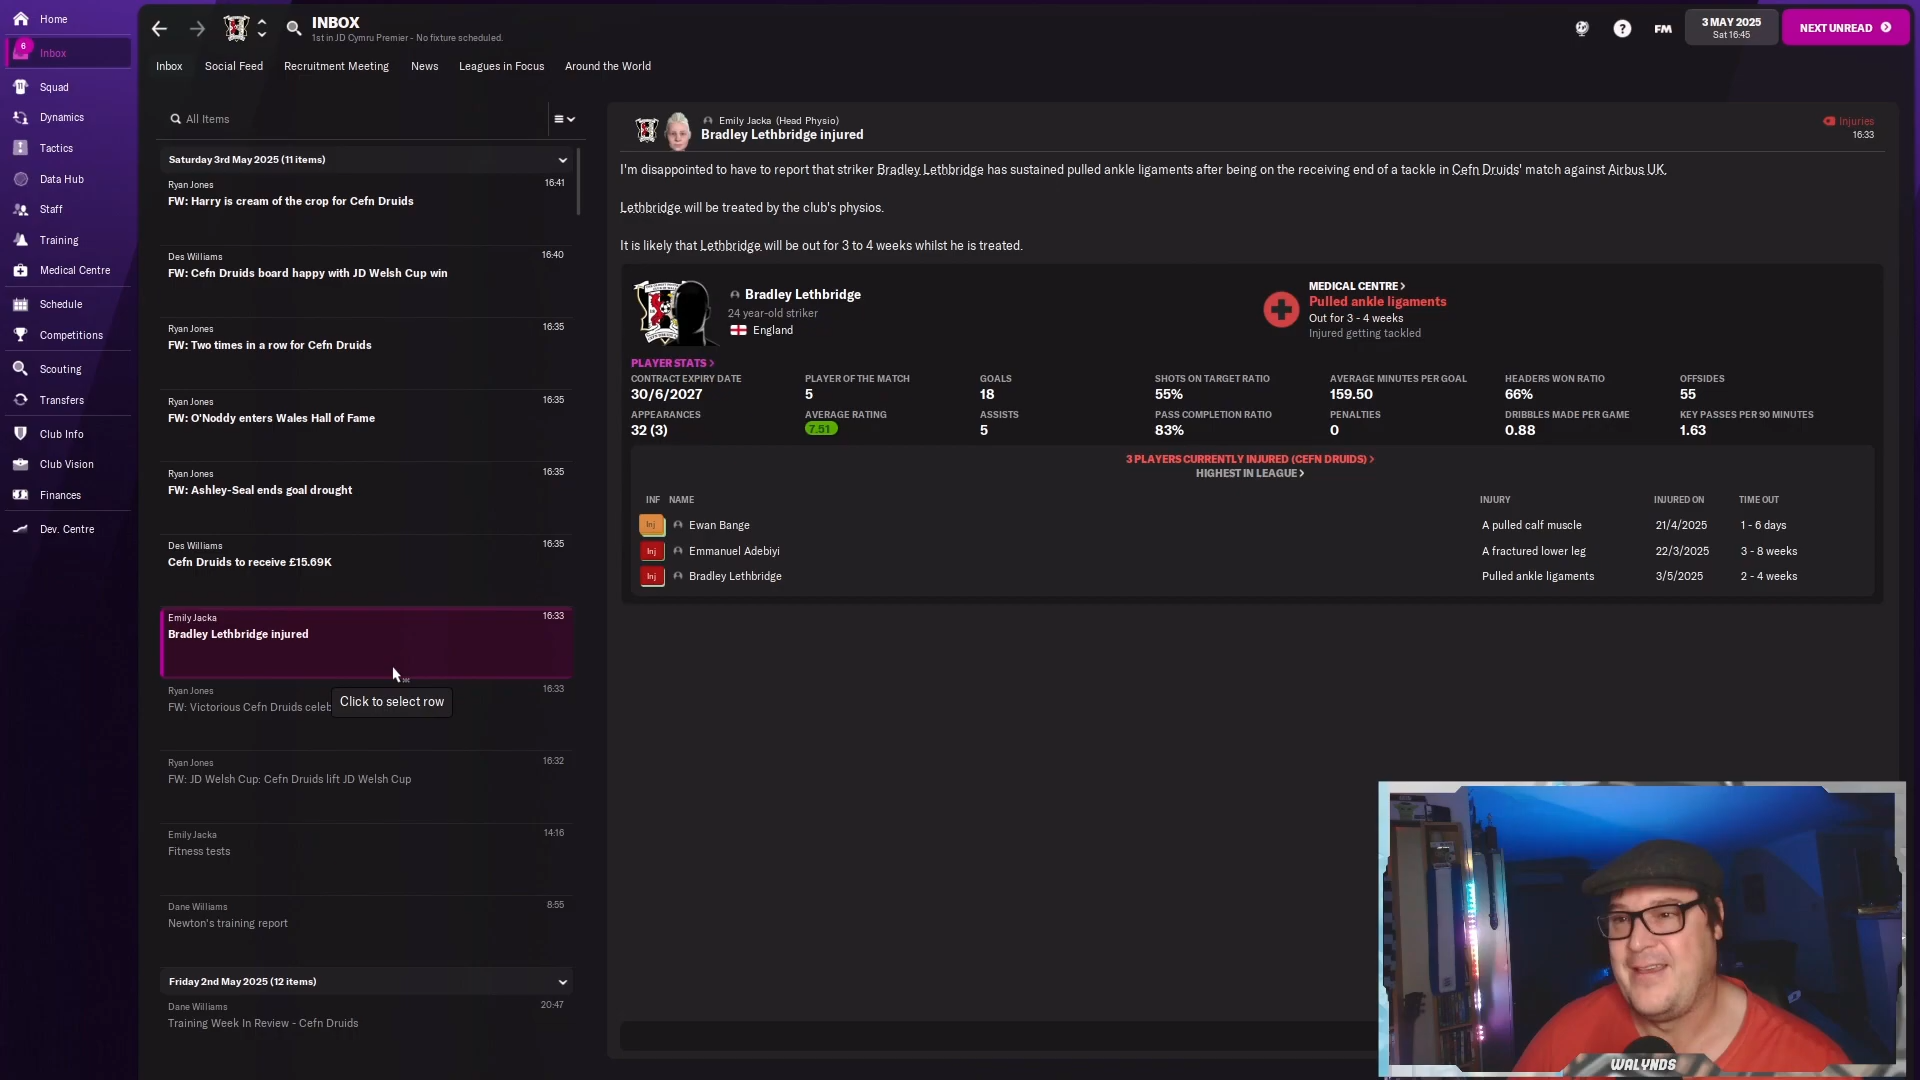 Home
6
Inbox
Squad
Dynamics
Tactics
Data Hub
Staff
Training
Medical Centre
Schedule
Competitions
Scouting
Transfers
Club Info
Club Vision
Finances
Dev. Centre
INBOX
1st in JD Cymru Premier - No fixture scheduled.
FM
3 MAY 2025
Sat 16:45
NEXT UNREAD
Inbox
Social Feed
Recruitment Meeting
News
Leagues in Focus
Around the World
All Items
Saturday 3rd May 2025 (11 items)
Ryan Jones 16:41
FW: Harry is cream of the crop for Cefn Druids
Des Williams 16:40
FW: Cefn Druids board happy with JD Welsh Cup win
Ryan Jones 16:35
FW: Two times in a row for Cefn Druids
Ryan Jones 16:35
FW: O'Noddy enters Wales Hall of Fame
Ryan Jones 16:35
FW: Ashley-Seal ends goal drought
Des Williams 16:35
Cefn Druids to receive £15.69K
Emily Jacka 16:33
Bradley Lethbridge injured
Ryan Jones 16:33
FW: Victorious Cefn Druids celeb
Click to select row
Ryan Jones 16:32
FW: JD Welsh Cup: Cefn Druids lift JD Welsh Cup
Emily Jacka 14:16
Fitness tests
Dane Williams 8:55
Newton's training report
Friday 2nd May 2025 (12 items)
Dane Williams 20:47
Training Week In Review - Cefn Druids
Emily Jacka (Head Physio)
Bradley Lethbridge injured
Injuries
16:33
I'm disappointed to have to report that striker Bradley Lethbridge has sustained pulled ankle ligaments after being on the receiving end of a tackle in Cefn Druids' match against Airbus UK.
Lethbridge will be treated by the club's physios.
It is likely that Lethbridge will be out for 3 to 4 weeks whilst he is treated.
Bradley Lethbridge
24 year-old striker
England
MEDICAL CENTRE >
Pulled ankle ligaments
Out for 3 - 4 weeks
Injured getting tackled
PLAYER STATS >
CONTRACT EXPIRY DATE PLAYER OF THE MATCH GOALS SHOTS ON TARGET RATIO AVERAGE MINUTES PER GOAL HEADERS WON RATIO OFFSIDES
30/6/2027 5 18 55% 159.50 66% 55
APPEARANCES AVERAGE RATING ASSISTS PASS COMPLETION RATIO PENALTIES DRIBBLES MADE PER GAME KEY PASSES PER 90 MINUTES
32 (3) 7.51 5 83% 0 0.88 1.63
3 PLAYERS CURRENTLY INJURED (CEFN DRUIDS) >
HIGHEST IN LEAGUE >
INF NAME INJURY INJURED ON TIME OUT
Inj Ewan Bange A pulled calf muscle 21/4/2025 1 - 6 days
Inj Emmanuel Adebiyi A fractured lower leg 22/3/2025 3 - 8 weeks
Inj Bradley Lethbridge Pulled ankle ligaments 3/5/2025 2 - 4 weeks
WALYNDS